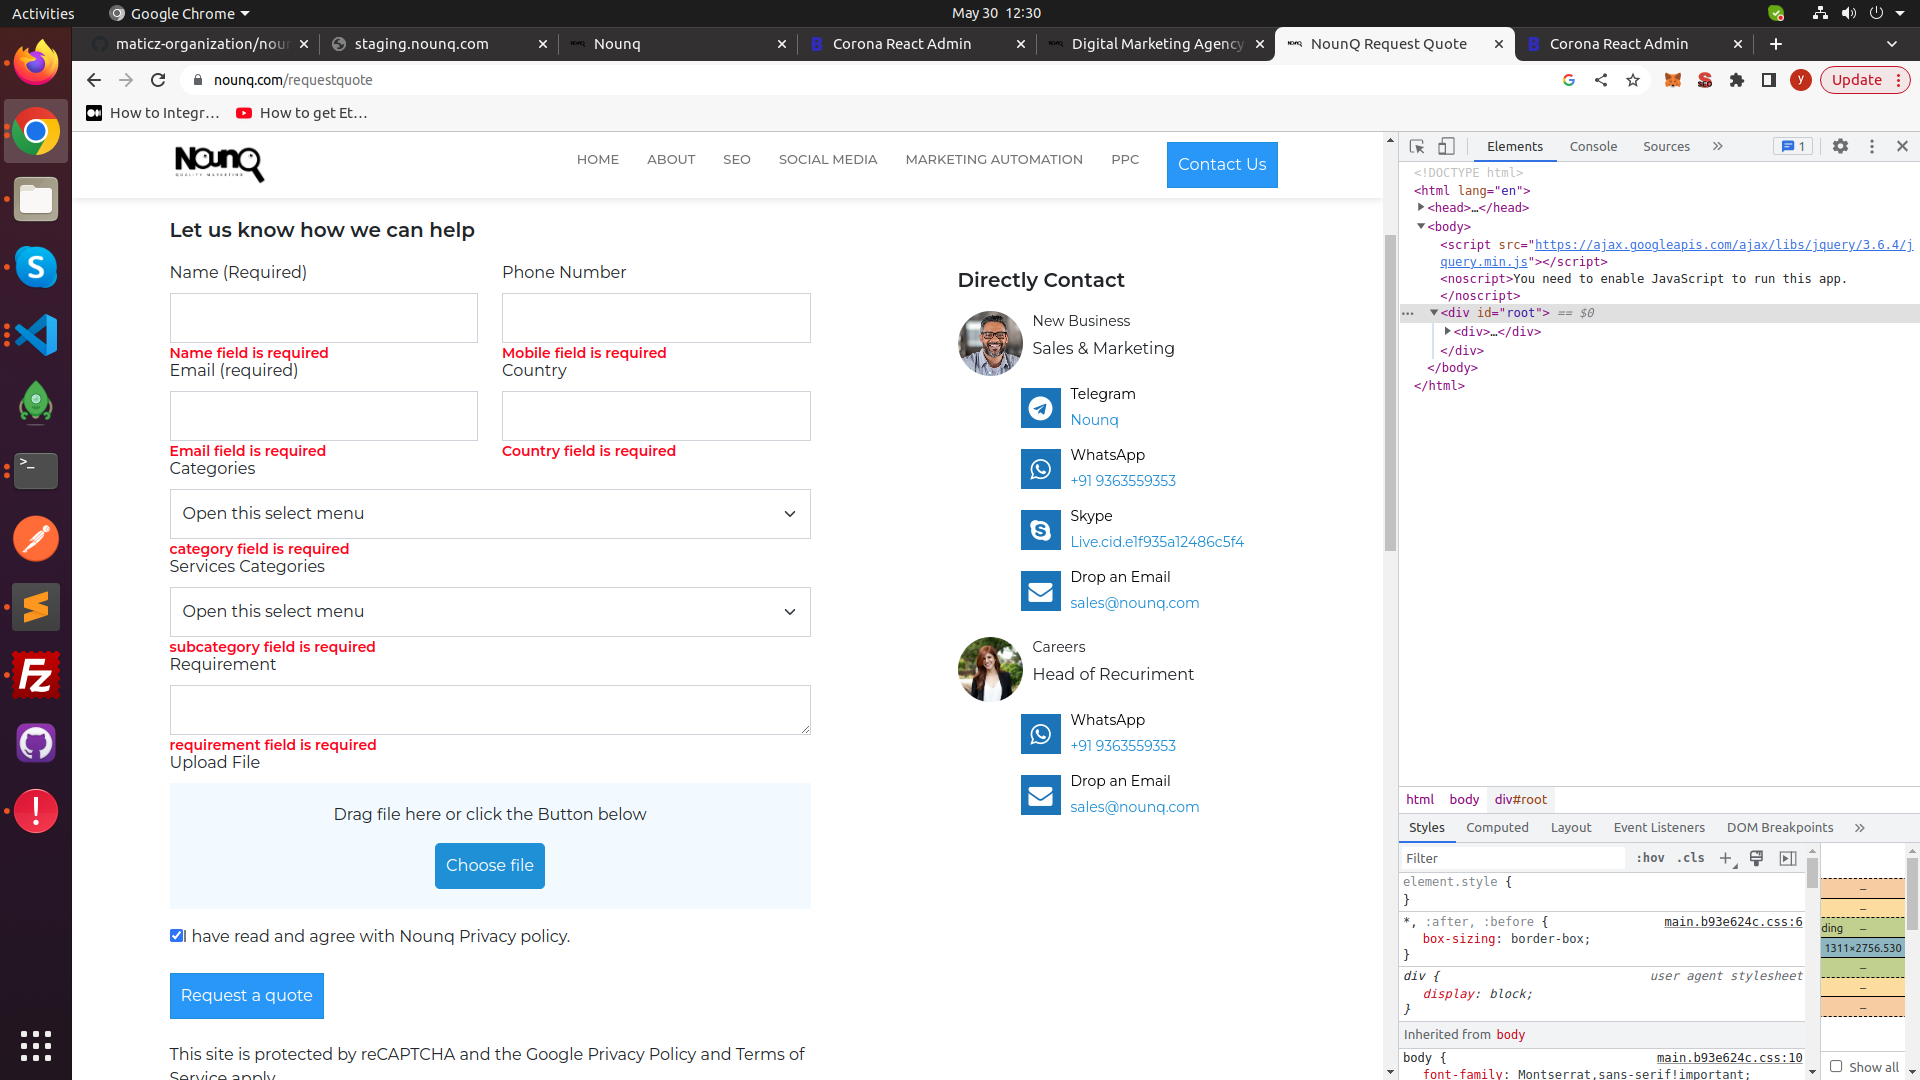 Activities
Google Chrome
May 30 12:30
maticz-organization/nour
staging.nounq.com
Nounq
Corona React Admin
Digital Marketing Agency
NounQ Request Quote
Corona React Admin
nounq.com/requestquote
Update
How to Integr…
How to get Et…
NounQ
QUALITY MARKETING
HOME
ABOUT
SEO
SOCIAL MEDIA
MARKETING AUTOMATION
PPC
Contact Us
Let us know how we can help
Name (Required)
Phone Number
Name field is required
Mobile field is required
Email (required)
Country
Email field is required
Country field is required
Categories
Open this select menu
category field is required
Services Categories
Open this select menu
subcategory field is required
Requirement
requirement field is required
Upload File
Drag file here or click the Button below
Choose file
I have read and agree with Nounq Privacy policy.
Request a quote
This site is protected by reCAPTCHA and the Google Privacy Policy and Terms of
Service apply
Directly Contact
New Business
Sales & Marketing
Telegram
Nounq
WhatsApp
+91 9363559353
Skype
Live.cid.e1f935a12486c5f4
Drop an Email
sales@nounq.com
Careers
Head of Recuriment
WhatsApp
+91 9363559353
Drop an Email
sales@nounq.com
Elements
Console
Sources
1
<!DOCTYPE html>
<html lang="en">
<head>…</head>
<body>
<script src="https://ajax.googleapis.com/ajax/libs/jquery/3.6.4/j
query.min.js"></script>
<noscript>You need to enable JavaScript to run this app.
</noscript>
<div id="root"> == $0
<div>…</div>
</div>
</body>
</html>
html
body
div#root
Styles
Computed
Layout
Event Listeners
DOM Breakpoints
Filter
:hov
.cls
element.style {
}
*, :after, :before {
main.b93e624c.css:6
box-sizing: border-box;
}
div {
user agent stylesheet
display: block;
}
Inherited from body
body {
main.b93e624c.css:10
font-family: Montserrat,sans-serif!important;
ding
1311×2756.530
Show all